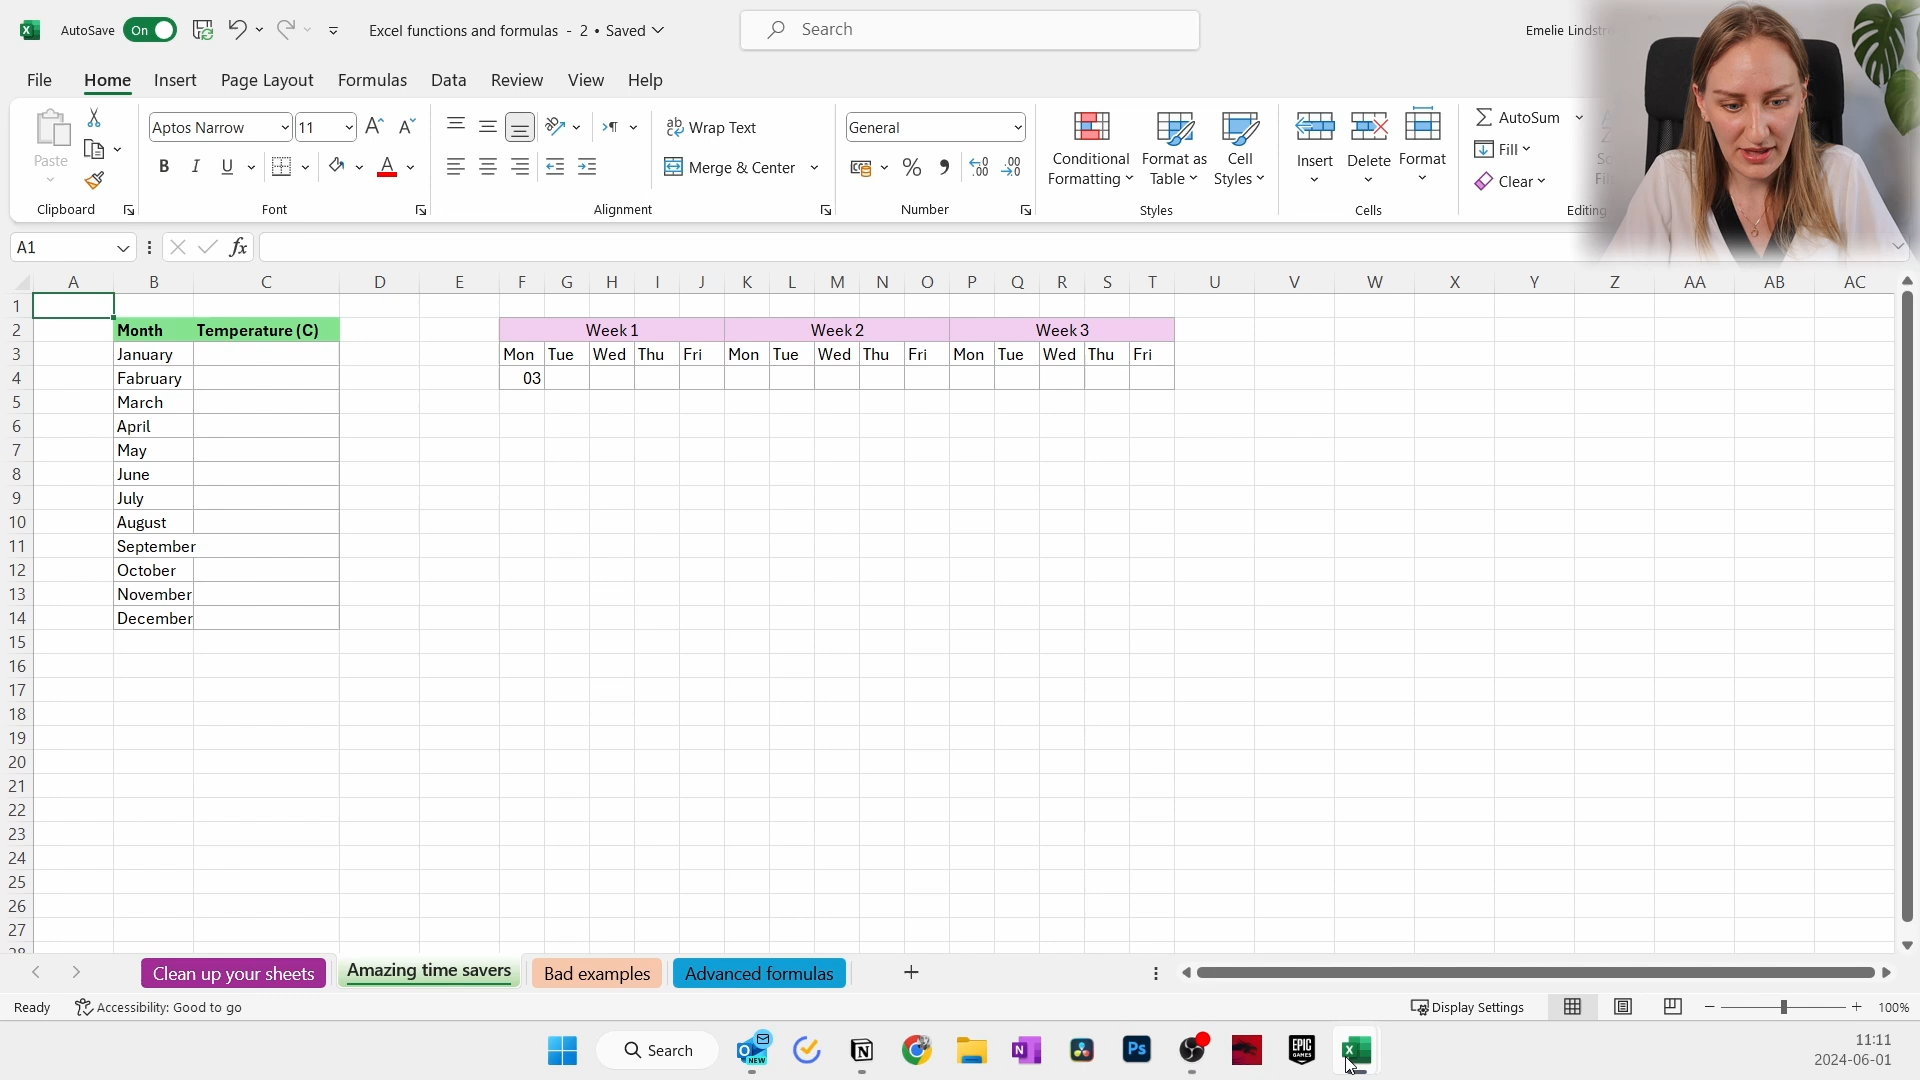 AutoSave On Excel functions and formulas - 2 • Saved Search Emelie Lindstr
File Home Insert Page Layout Formulas Data Review View Help
Paste Aptos Narrow 11 Wrap Text General Conditional Formatting Format as Table Cell Styles Insert Delete Format AutoSum
B I U Merge & Center % Fill
Clear
Clipboard Font Alignment Number Styles Cells Editing
A1 fx
A B C D E F G H I J K L M N O P Q R S T U V W X Y Z AA AB AC
1
2 Month Temperature (C) Week 1 Week 2 Week 3
3 January Mon Tue Wed Thu Fri Mon Tue Wed Thu Fri Mon Tue Wed Thu Fri
4 Fabruary 03
5 March
6 April
7 May
8 June
9 July
10 August
11 September
12 October
13 November
14 December
15
16
17
18
19
20
21
22
23
24
25
26
27
28
Clean up your sheets Amazing time savers Bad examples Advanced formulas +
Ready Accessibility: Good to go Display Settings - + 100%
Search NEW N Ps EPIC GAMES 11:11
2024-06-01